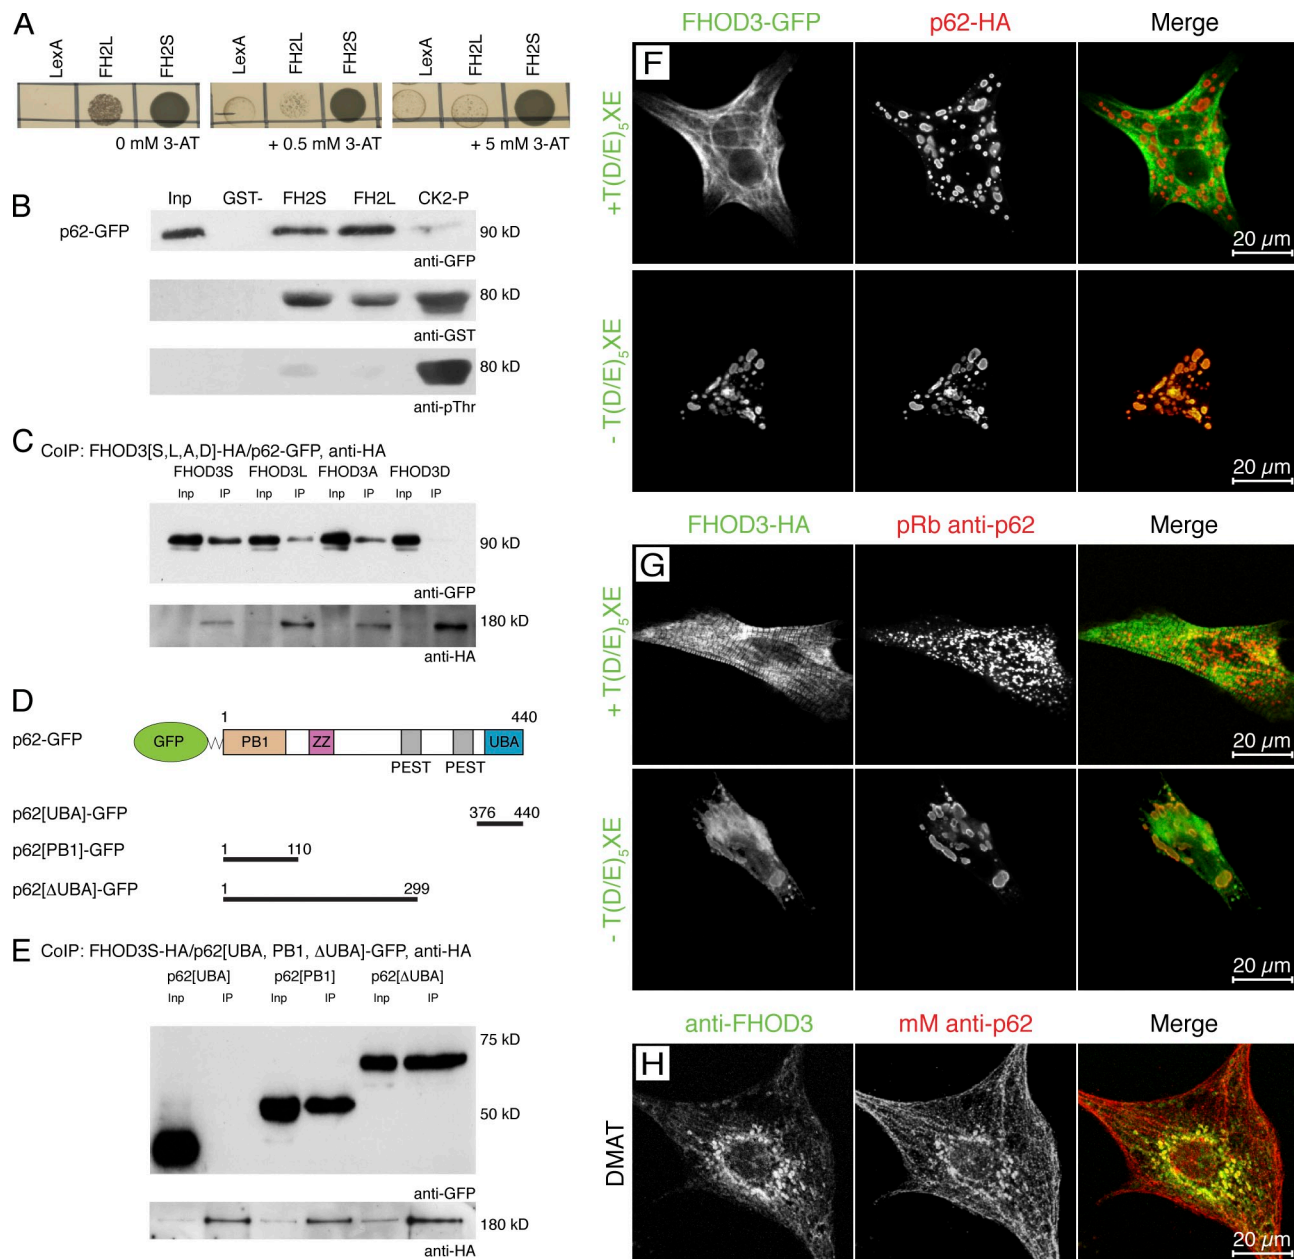 A
LexA FH2L FH2S LexA FH2L FH2S LexA FH2L FH2S
0 mM 3-AT + 0.5 mM 3-AT + 5 mM 3-AT
B
Inp GST- FH2S FH2L CK2-P
p62-GFP 90 kD
anti-GFP
80 kD
anti-GST
80 kD
anti-pThr
C CoIP: FHOD3[S,L,A,D]-HA/p62-GFP, anti-HA
FHOD3S FHOD3L FHOD3A FHOD3D
Inp IP Inp IP Inp IP Inp IP
90 kD
anti-GFP
180 kD
anti-HA
D
1 440
p62-GFP GFP PB1 ZZ UBA
PEST PEST
p62[UBA]-GFP 376 440
p62[PB1]-GFP 1 110
p62[ΔUBA]-GFP 1 299
E CoIP: FHOD3S-HA/p62[UBA, PB1, ΔUBA]-GFP, anti-HA
p62[UBA] p62[PB1] p62[ΔUBA]
Inp IP Inp IP Inp IP
75 kD
50 kD
anti-GFP
180 kD
anti-HA
FHOD3-GFP p62-HA Merge
F
+T(D/E)₅XE
20 µm
- T(D/E)₅XE
20 µm
FHOD3-HA pRb anti-p62 Merge
G
+ T(D/E)₅XE
20 µm
- T(D/E)₅XE
20 µm
anti-FHOD3 mM anti-p62 Merge
H
DMAT
20 µm